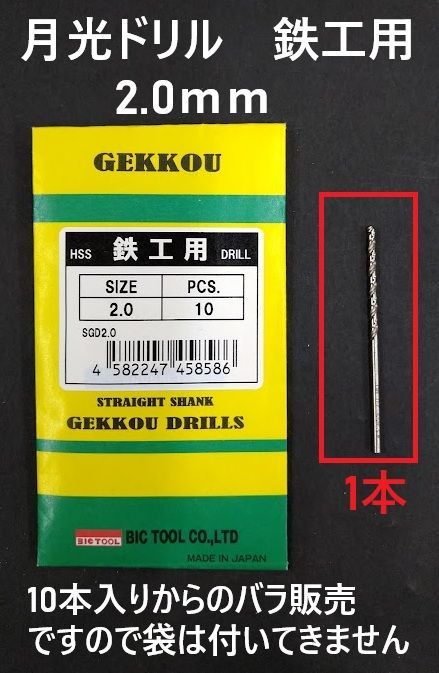 月光ドリル 鉄工用
2.0mm
GEKKOU
HSS 鉄工用 DRILL
SIZE PCS.
2.0 10
SGD2.0
4 582247 458586
STRAIGHT SHANK
GEKKOU DRILLS
BIC TOOL BIC TOOL CO.,LTD
MADE IN JAPAN
1本
10本入りからのバラ販売
ですので袋は付いてきません